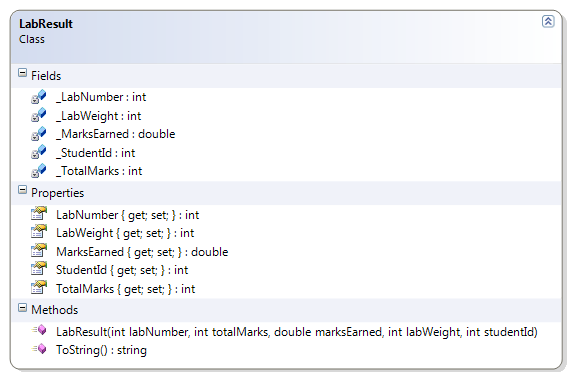 LabResult
Class
Fields
_LabNumber : int
_LabWeight : int
_MarksEarned : double
_StudentId : int
_TotalMarks : int
Properties
LabNumber { get; set; } : int
LabWeight { get; set; } : int
MarksEarned { get; set; } : double
StudentId { get; set; } : int
TotalMarks { get; set; } : int
Methods
LabResult(int labNumber, int totalMarks, double marksEarned, int labWeight, int studentId)
ToString() : string